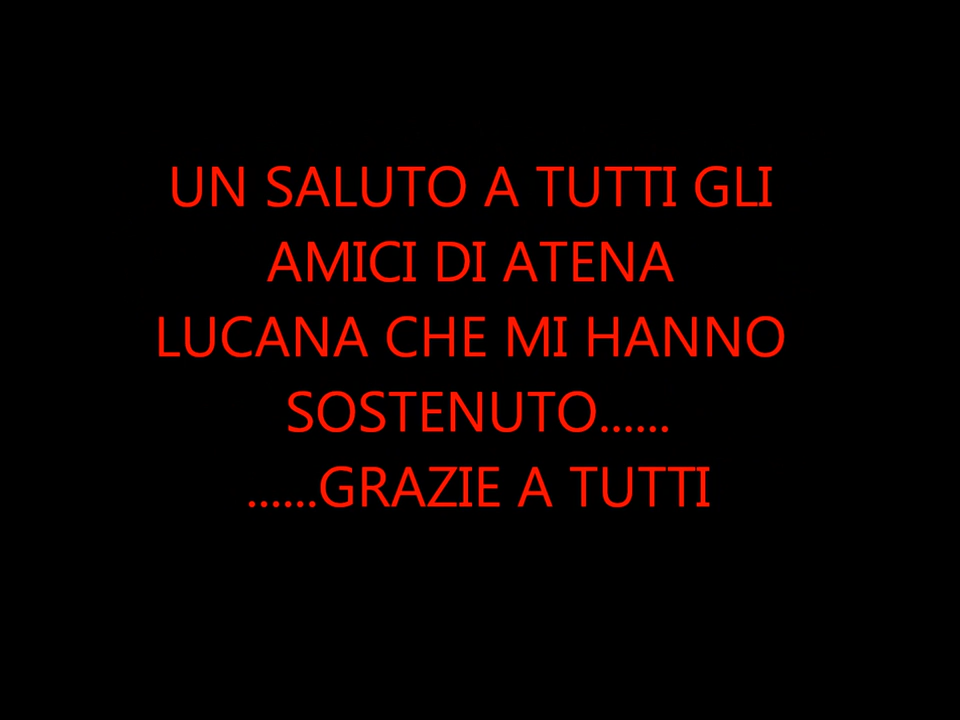 UN SALUTO A TUTTI GLI
AMICI DI ATENA
LUCANA CHE MI HANNO
SOSTENUTO......
......GRAZIE A TUTTI